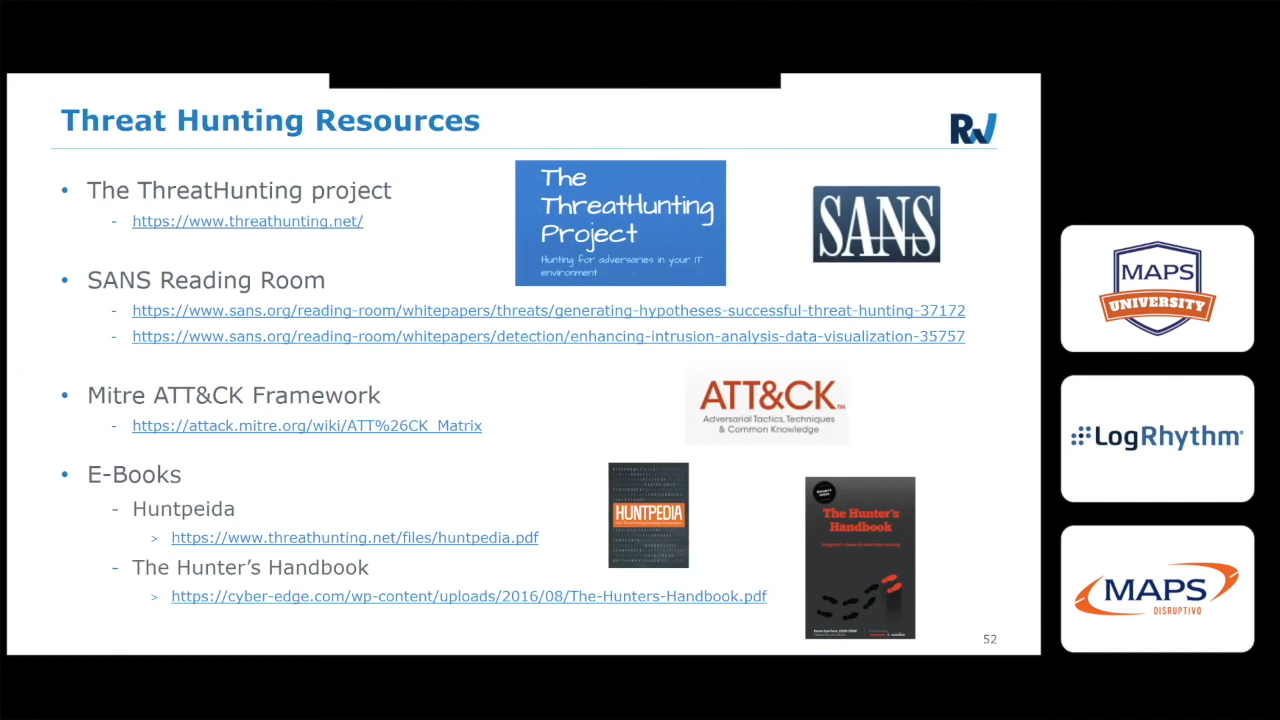 Threat Hunting Resources
RW
• The ThreatHunting project
- https://www.threathunting.net/
The
ThreatHunting
Project
Hunting for adversaries in your IT
environment
SANS
• SANS Reading Room
- https://www.sans.org/reading-room/whitepapers/threats/generating-hypotheses-successful-threat-hunting-37172
- https://www.sans.org/reading-room/whitepapers/detection/enhancing-intrusion-analysis-data-visualization-35757
• Mitre ATT&CK Framework
- https://attack.mitre.org/wiki/ATT%26CK_Matrix
ATT&CK™
Adversarial Tactics, Techniques
& Common Knowledge
• E-Books
- Huntpeida
> https://www.threathunting.net/files/huntpedia.pdf
- The Hunter’s Handbook
> https://cyber-edge.com/wp-content/uploads/2016/08/The-Hunters-Handbook.pdf
HUNTPEDIA
The Hunter's
Handbook
52
MAPS
UNIVERSITY
LogRhythm
MAPS
DISRUPTIVO